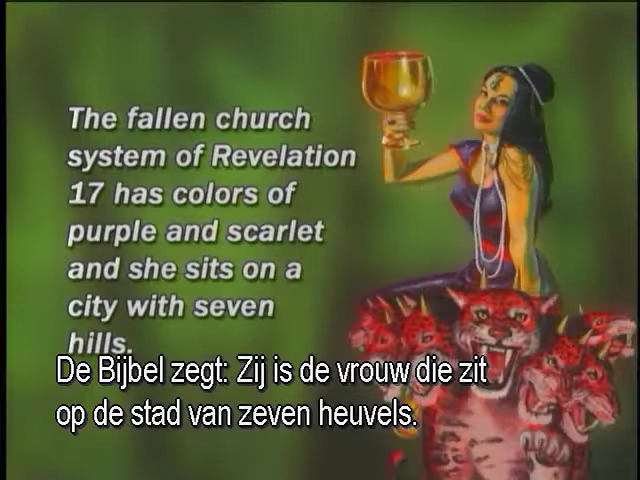 The fallen church
system of Revelation
17 has colors of
purple and scarlet
and she sits on a
city with seven
hills.
De Bijbel zegt: Zij is de vrouw die zit
op de stad van zeven heuvels.